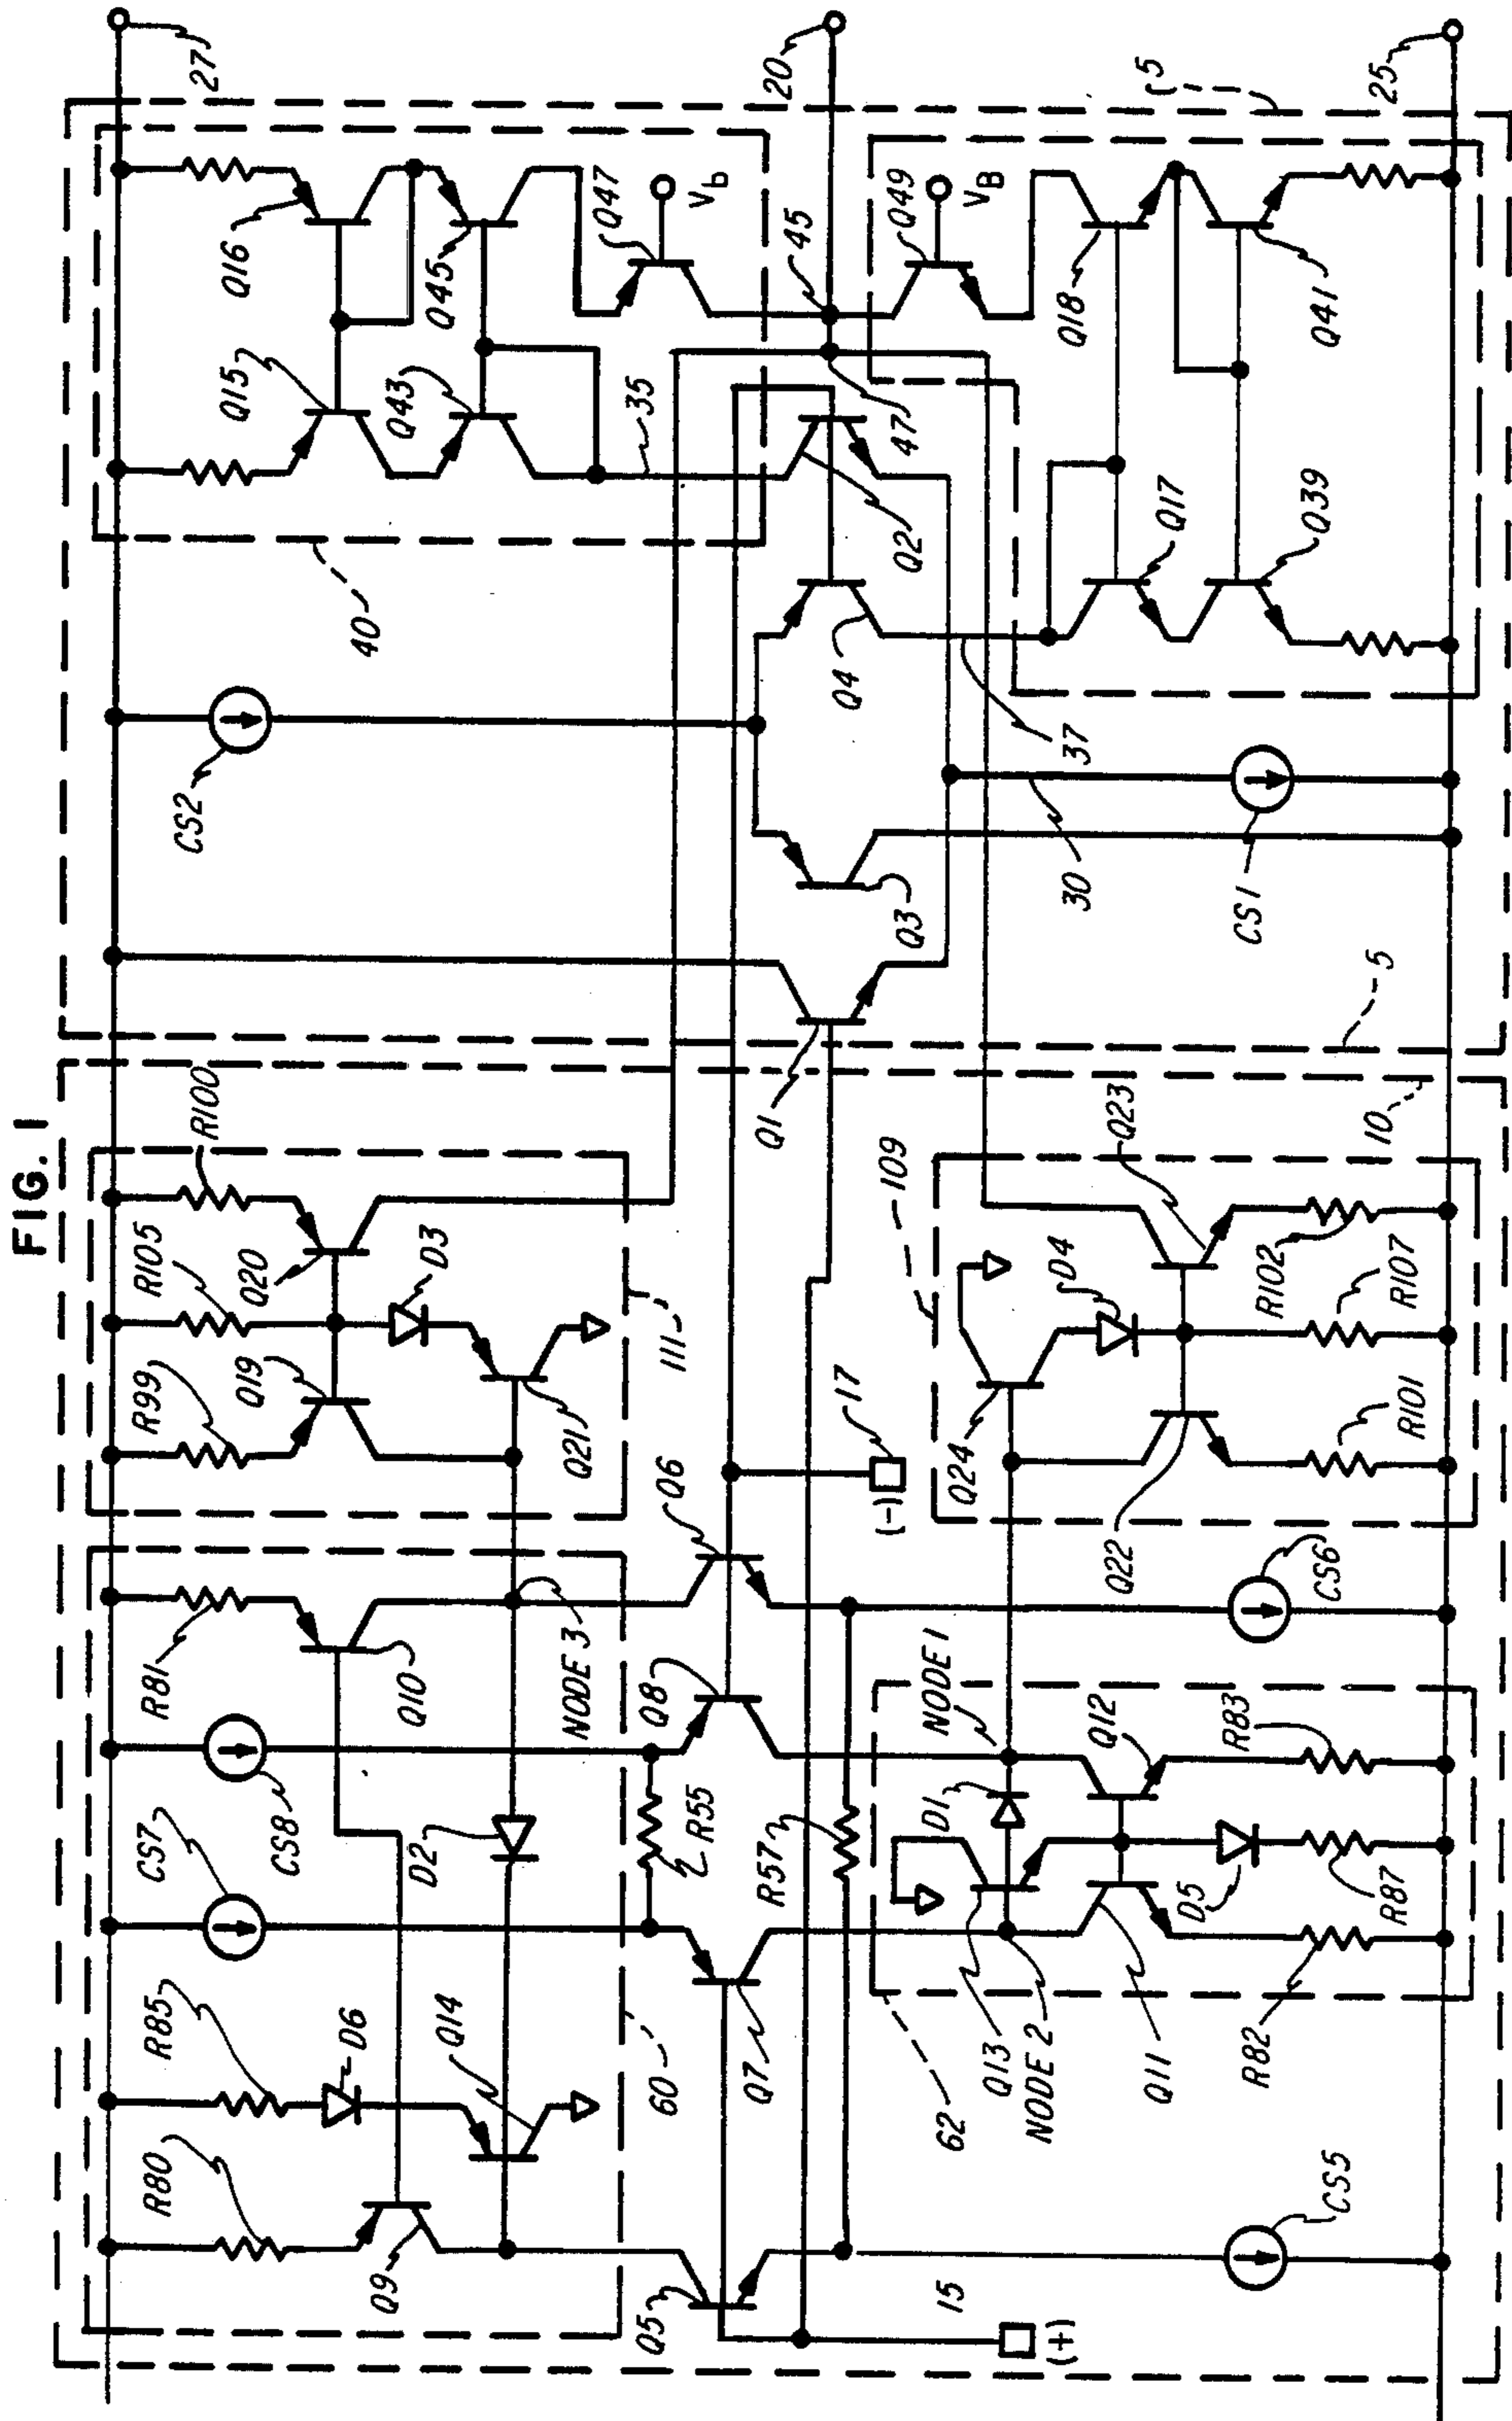 FIG. 1
27
20
5
25
Q16
Q45
Q47
Vb
45
Q49
VB
Q18
Q41
Q15
Q43
35
Q2
47
Q17
Q39
40
Q4
37
CS2
Q3
30
CS1
5
Q1
R100
R105
Q20
D3
R99
Q19
Q21
111
109
Q23
10
D4
R102
R107
17
Q24
Q22
R101
(-)
Q6
CS6
R81
Q10
NODE 3
Q8
NODE 1
Q12
R83
CS7
CS8
D2
R55
R57
D1
D5
R87
R85
D6
Q14
60
Q7
62
Q13
NODE 2
Q11
R82
R80
Q9
Q5
15
(+)
CS5